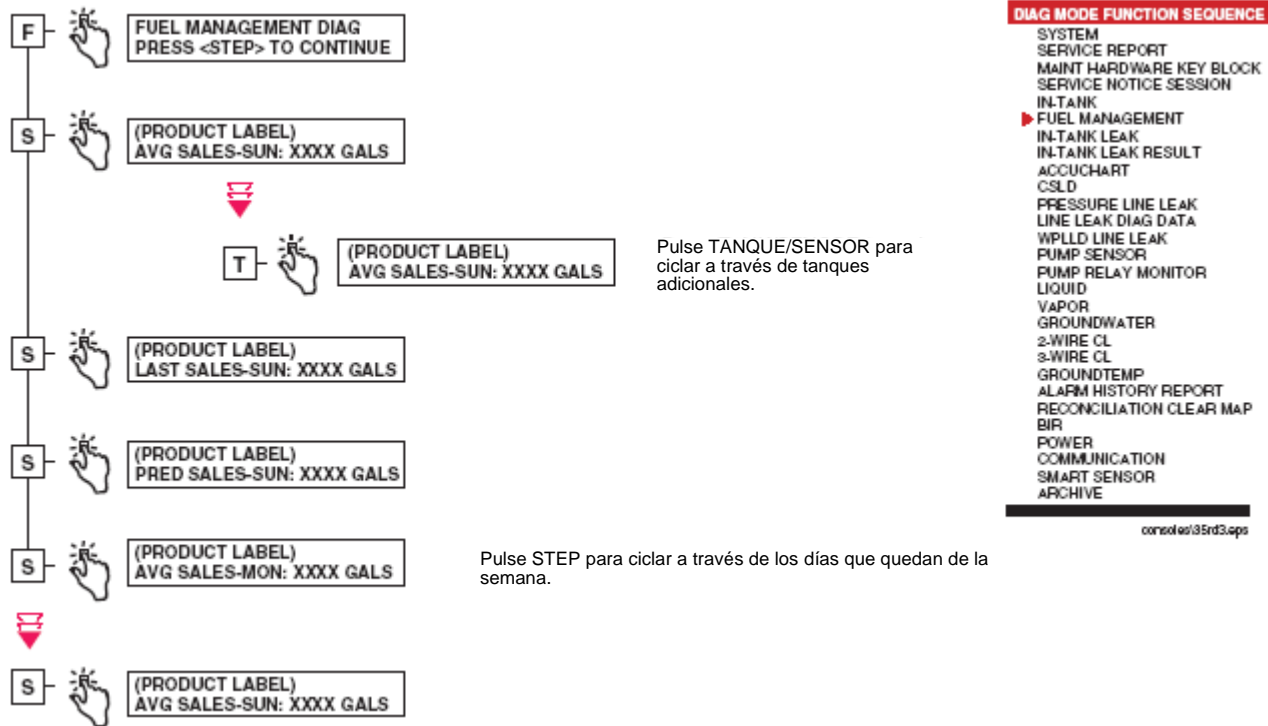 F
FUEL MANAGEMENT DIAG
PRESS <STEP> TO CONTINUE
S
(PRODUCT LABEL)
AVG SALES-SUN: XXXX GALS
T
(PRODUCT LABEL)
AVG SALES-SUN: XXXX GALS
Pulse TANQUE/SENSOR para
ciclar a través de tanques
adicionales.
S
(PRODUCT LABEL)
LAST SALES-SUN: XXXX GALS
S
(PRODUCT LABEL)
PRED SALES-SUN: XXXX GALS
S
(PRODUCT LABEL)
AVG SALES-MON: XXXX GALS
Pulse STEP para ciclar a través de los días que quedan de la
semana.
S
(PRODUCT LABEL)
AVG SALES-SUN: XXXX GALS
DIAG MODE FUNCTION SEQUENCE
SYSTEM
SERVICE REPORT
MAINT HARDWARE KEY BLOCK
SERVICE NOTICE SESSION
IN-TANK
FUEL MANAGEMENT
IN-TANK LEAK
IN-TANK LEAK RESULT
ACCUCHART
CSLD
PRESSURE LINE LEAK
LINE LEAK DIAG DATA
WPLLD LINE LEAK
PUMP SENSOR
PUMP RELAY MONITOR
LIQUID
VAPOR
GROUNDWATER
2-WIRE CL
3-WIRE CL
GROUNDTEMP
ALARM HISTORY REPORT
RECONCILIATION CLEAR MAP
BIR
POWER
COMMUNICATION
SMART SENSOR
ARCHIVE
consoles\35rd3.eps